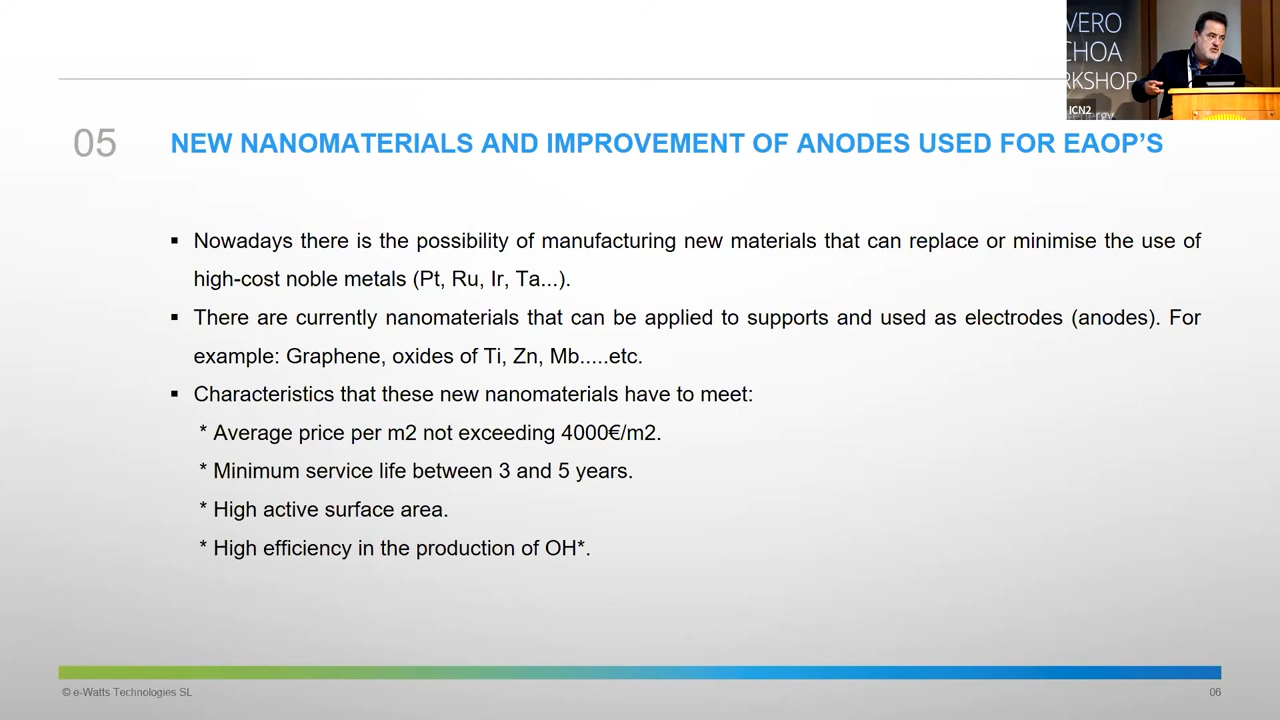 VERO
CHOA
RKSHOP
ICN2
energy
05
NEW NANOMATERIALS AND IMPROVEMENT OF ANODES USED FOR EAOP’S
▪ Nowadays there is the possibility of manufacturing new materials that can replace or minimise the use of
high-cost noble metals (Pt, Ru, Ir, Ta...).
▪ There are currently nanomaterials that can be applied to supports and used as electrodes (anodes). For
example: Graphene, oxides of Ti, Zn, Mb.....etc.
▪ Characteristics that these new nanomaterials have to meet:
* Average price per m2 not exceeding 4000€/m2.
* Minimum service life between 3 and 5 years.
* High active surface area.
* High efficiency in the production of OH*.
© e-Watts Technologies SL
06